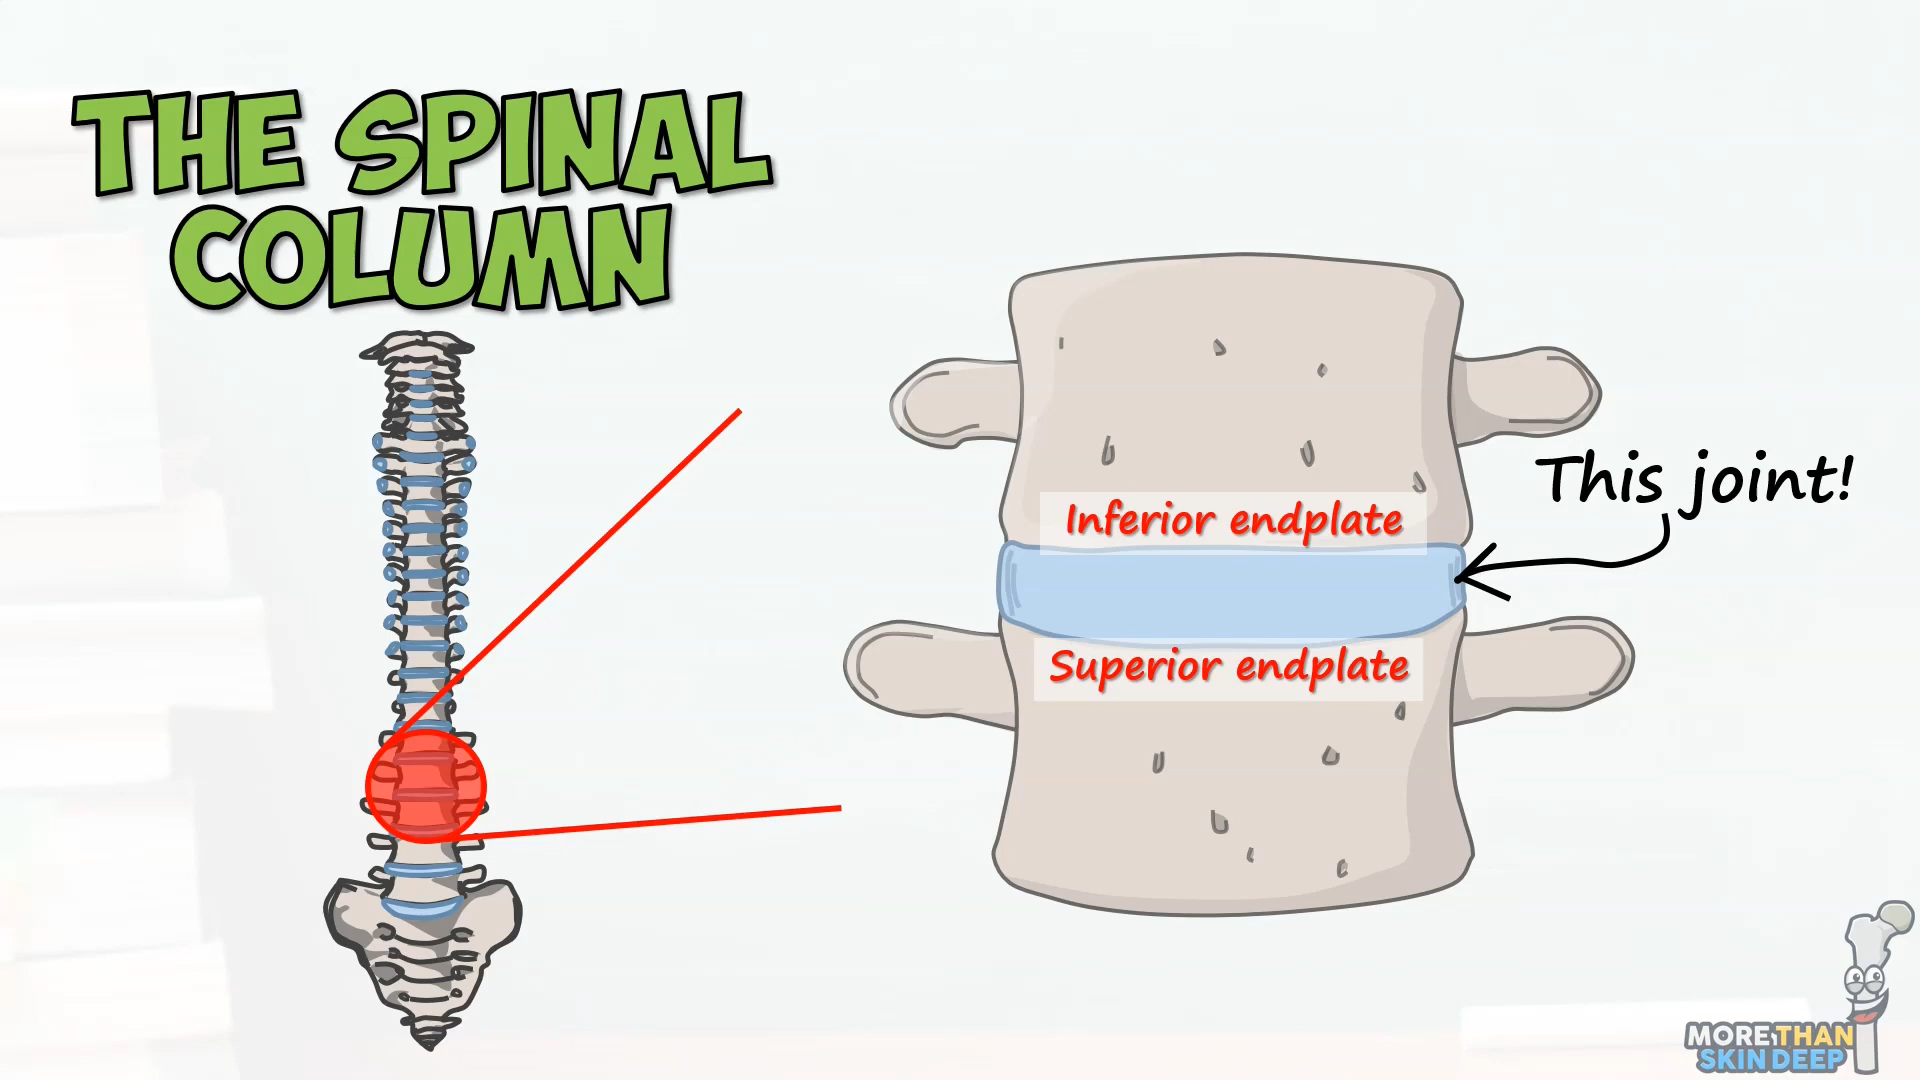 THE SPINAL
COLUMN
This joint!
Inferior endplate
Superior endplate
MORE THAN
SKIN DEEP